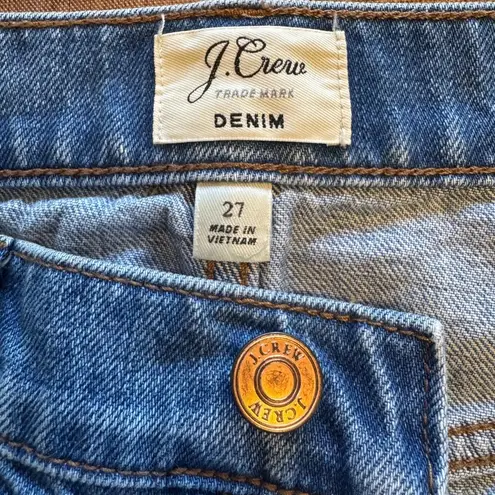 J.Crew
TRADE MARK
DENIM
27
MADE IN
VIETNAM
J.CREW
J.CREW